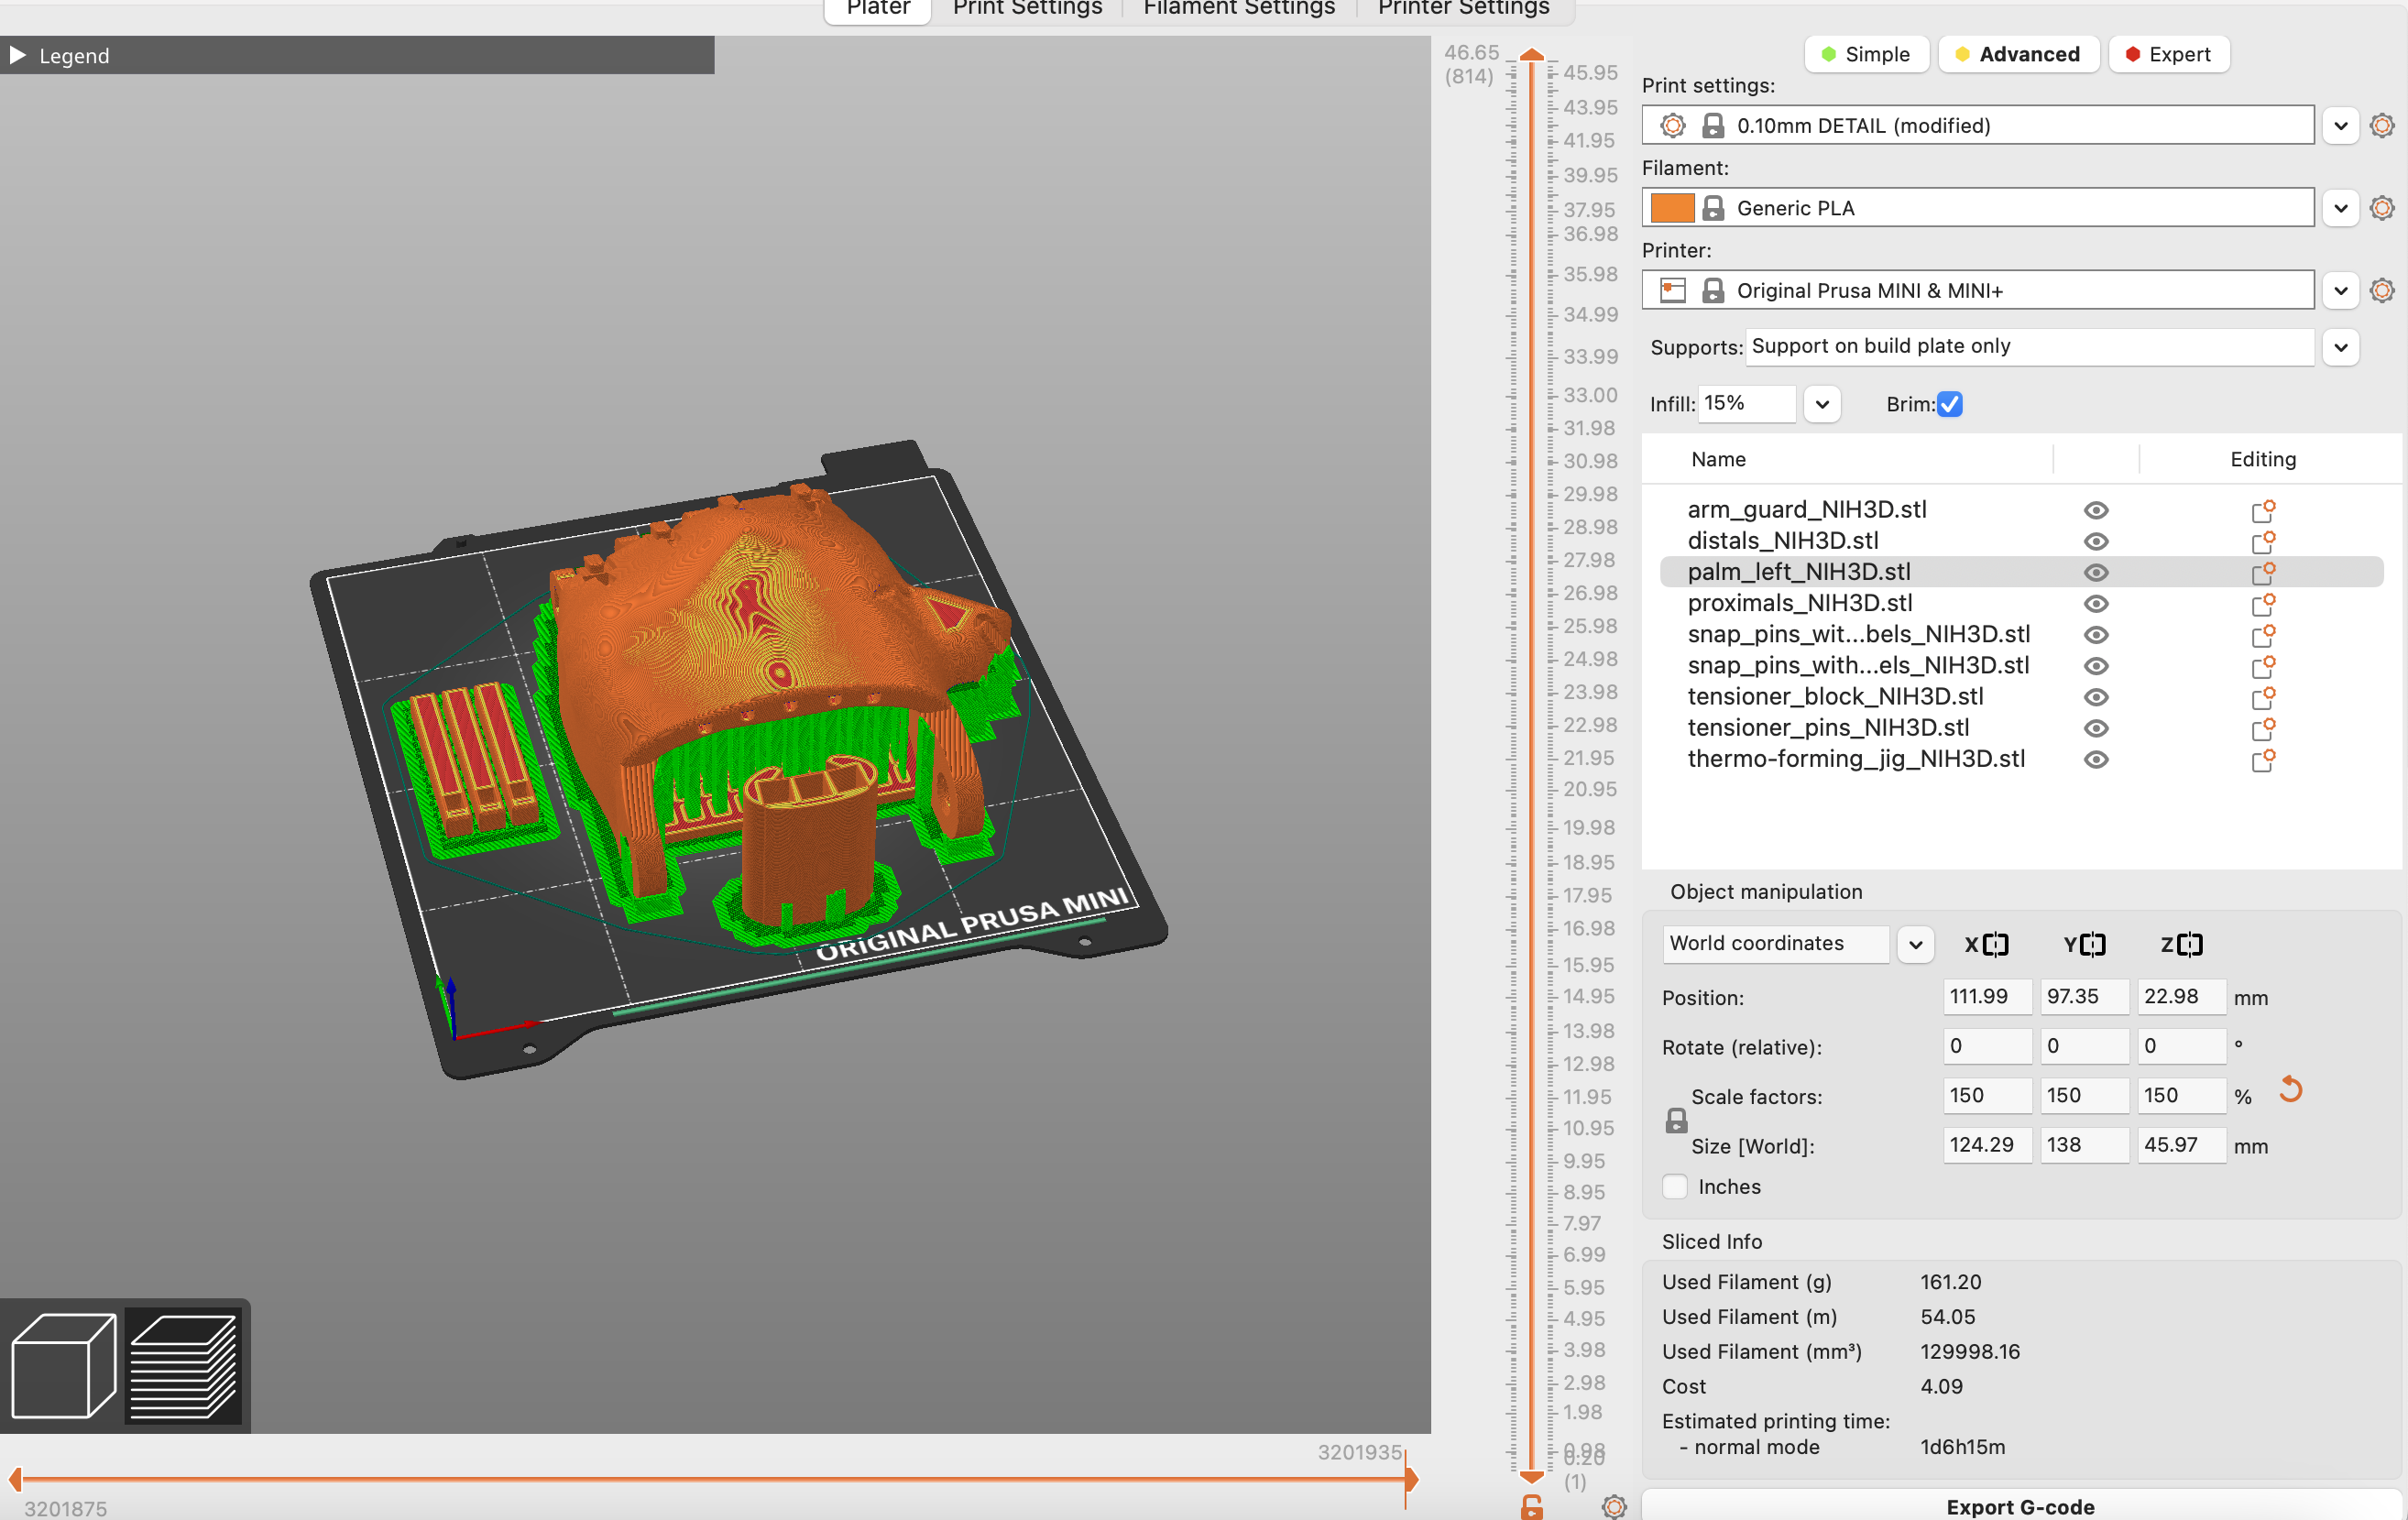 Plater Print Settings Filament Settings Printer Settings
Legend
46.65
(814)
45.95
43.95
41.95
39.95
37.95
36.98
35.98
34.99
33.99
33.00
31.98
30.98
29.98
28.98
27.98
26.98
25.98
24.98
23.98
22.98
21.95
20.95
19.98
18.95
17.95
16.98
15.95
14.95
13.98
12.98
11.95
10.95
9.95
8.95
7.97
6.99
5.95
4.95
3.98
2.98
1.98
0.98
0.20
(1)
ORIGINAL PRUSA MINI
3201935
3201875
Simple Advanced Expert
Print settings:
0.10mm DETAIL (modified)
Filament:
Generic PLA
Printer:
Original Prusa MINI & MINI+
Supports: Support on build plate only
Infill: 15% Brim:
Name Editing
arm_guard_NIH3D.stl
distals_NIH3D.stl
palm_left_NIH3D.stl
proximals_NIH3D.stl
snap_pins_wit...bels_NIH3D.stl
snap_pins_with...els_NIH3D.stl
tensioner_block_NIH3D.stl
tensioner_pins_NIH3D.stl
thermo-forming_jig_NIH3D.stl
Object manipulation
World coordinates X Y Z
Position: 111.99 97.35 22.98 mm
Rotate (relative): 0 0 0 °
Scale factors: 150 150 150 %
Size [World]: 124.29 138 45.97 mm
Inches
Sliced Info
Used Filament (g) 161.20
Used Filament (m) 54.05
Used Filament (mm³) 129998.16
Cost 4.09
Estimated printing time:
- normal mode 1d6h15m
Export G-code